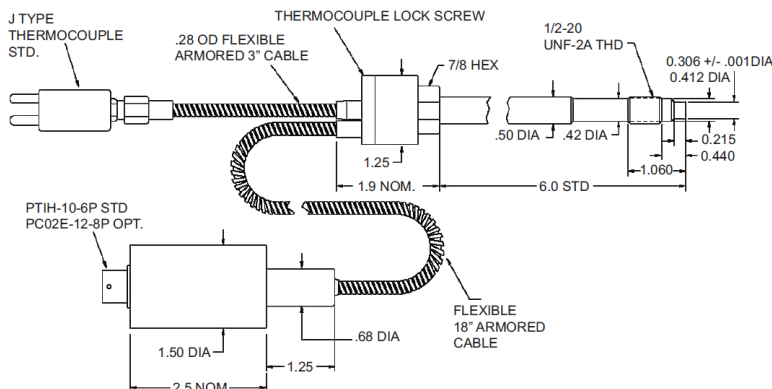 J TYPE
THERMOCOUPLE
STD.
.28 OD FLEXIBLE
ARMORED 3" CABLE
THERMOCOUPLE LOCK SCREW
7/8 HEX
1/2-20
UNF-2A THD
0.306 +/- .001DIA
0.412 DIA
.50 DIA
.42 DIA
0.215
0.440
1.060
1.25
1.9 NOM.
6.0 STD
PTIH-10-6P STD
PC02E-12-8P OPT.
FLEXIBLE
18" ARMORED
CABLE
.68 DIA
1.50 DIA
1.25
2.5 NOM